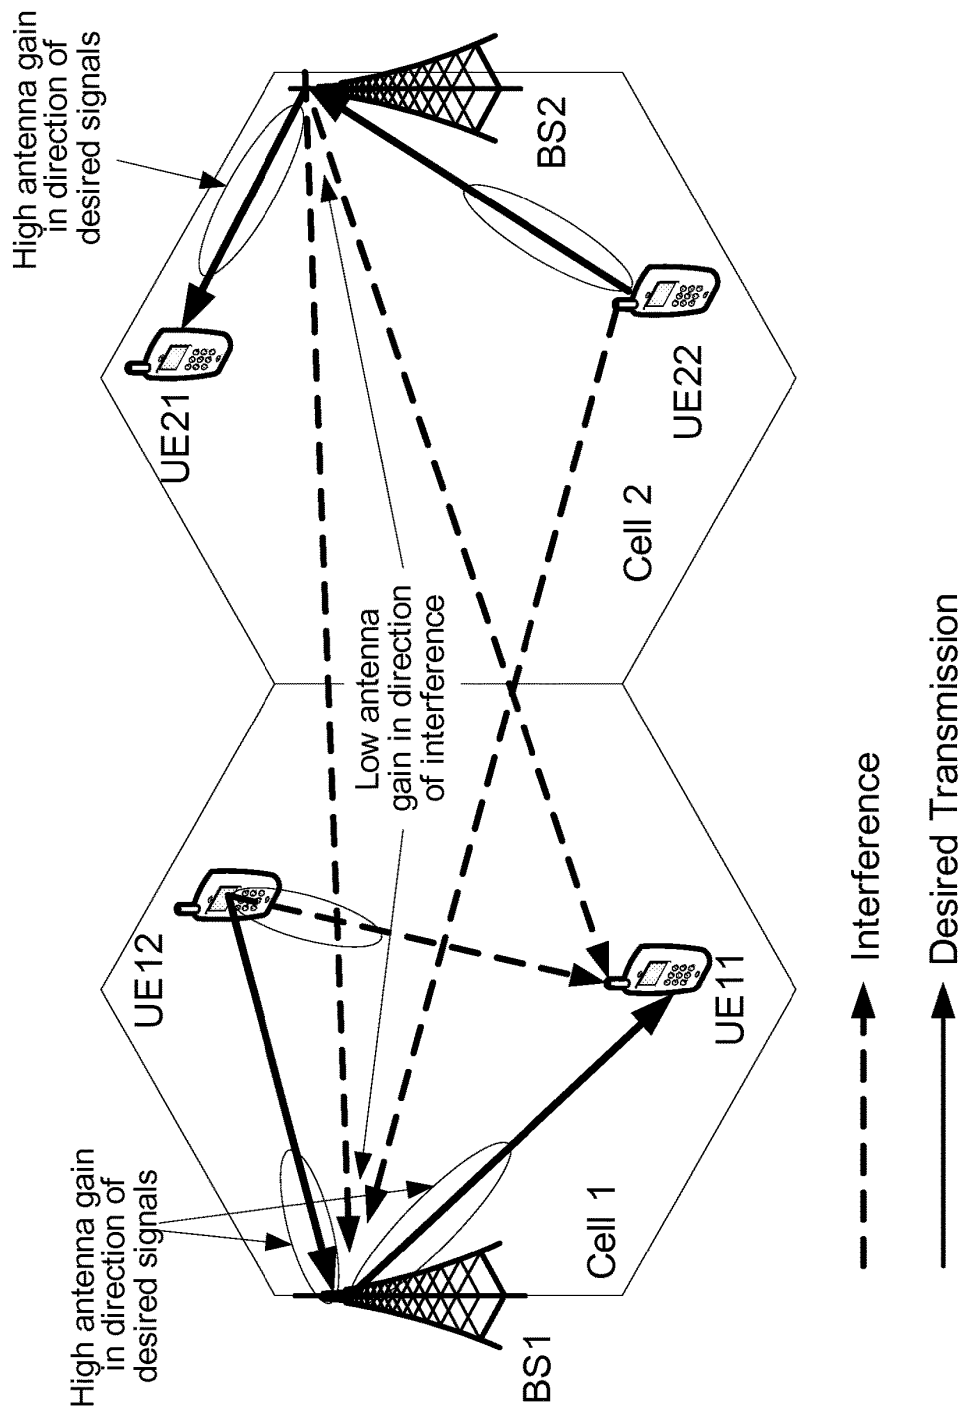 High antenna gain
in direction of
desired signals
High antenna gain
in direction of
desired signals
UE12
UE21
Low antenna
gain in direction
of interference
BS1
Cell 1
UE11
Cell 2
UE22
BS2
Interference
Desired Transmission